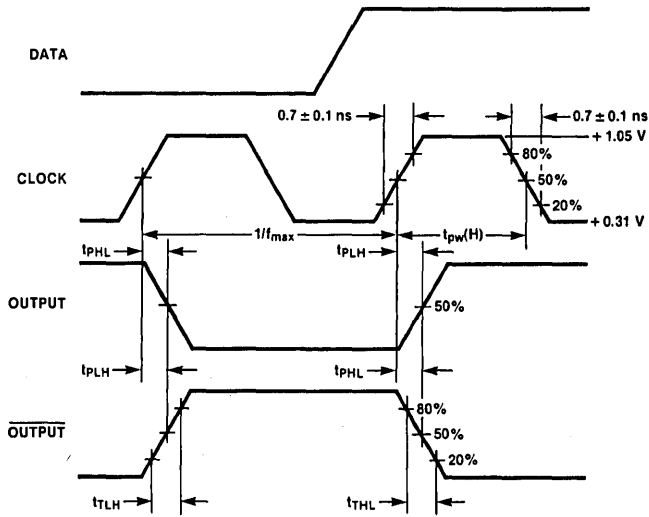 DATA
0.7 ± 0.1 ns
0.7 ± 0.1 ns
+ 1.05 V
80%
CLOCK
50%
20%
+ 0.31 V
1/fmax
tpw(H)
tPHL
tPLH
OUTPUT
50%
tPLH
tPHL
80%
OUTPUT
50%
20%
tTLH
tTHL